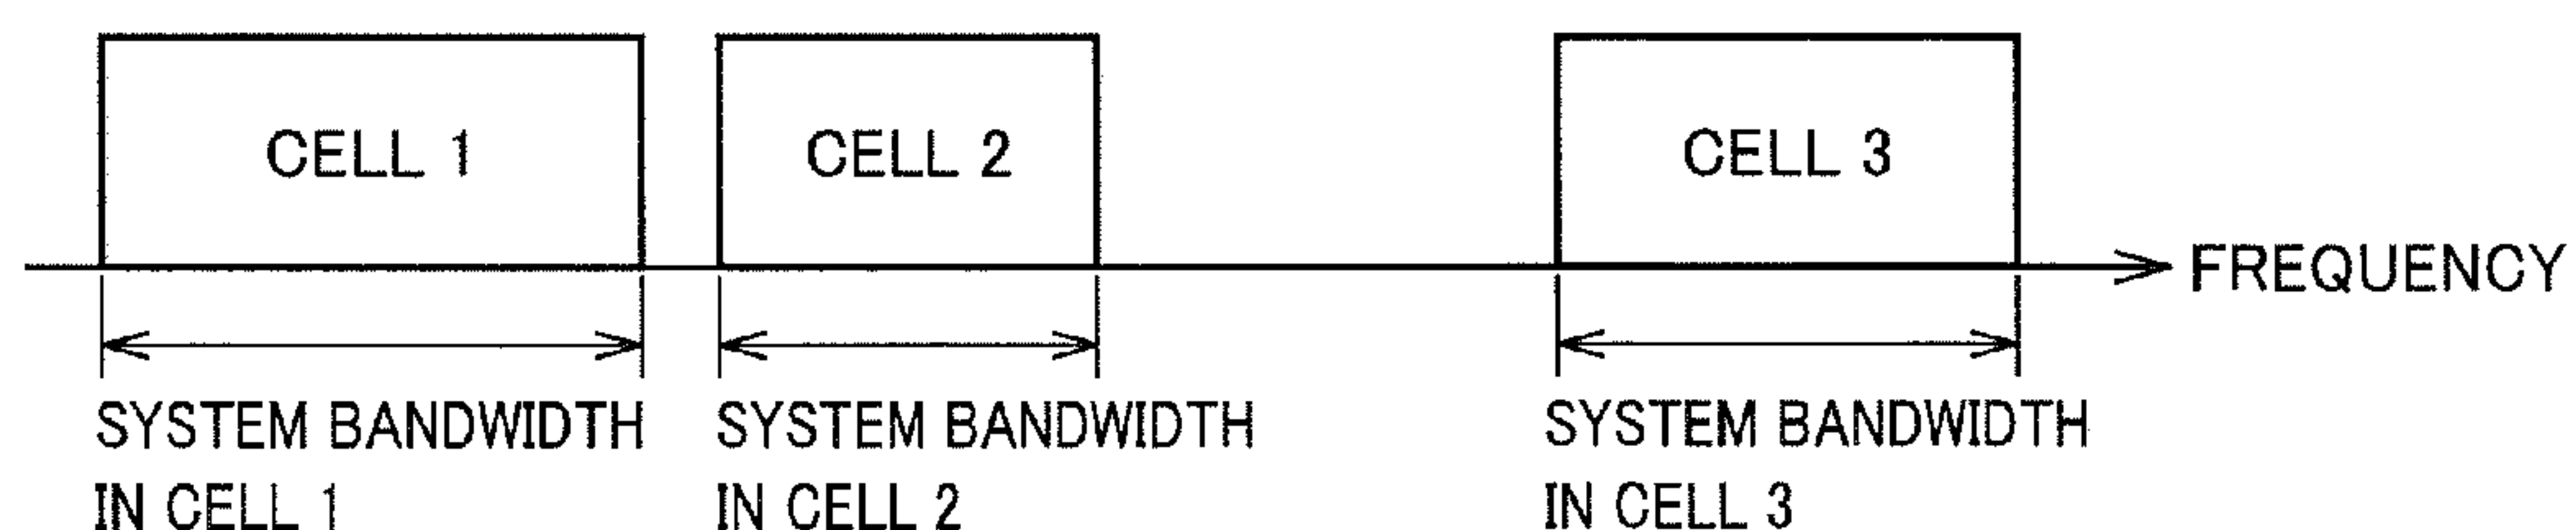 CELL 1
CELL 2
CELL 3
FREQUENCY
SYSTEM BANDWIDTH
IN CELL 1
SYSTEM BANDWIDTH
IN CELL 2
SYSTEM BANDWIDTH
IN CELL 3